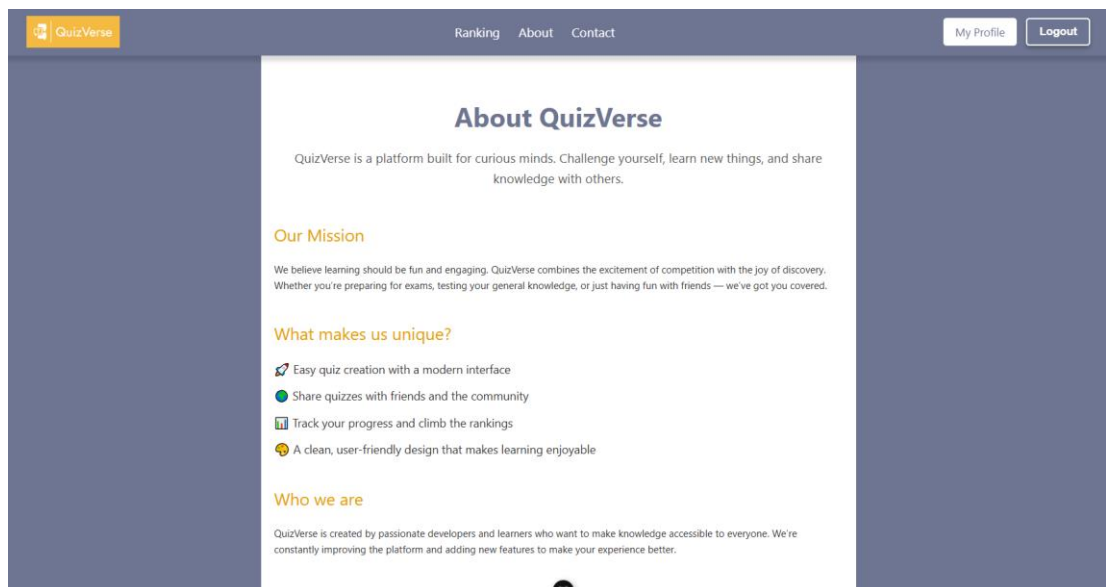 QuizVerse
Ranking About Contact
My Profile
Logout
About QuizVerse
QuizVerse is a platform built for curious minds. Challenge yourself, learn new things, and share
knowledge with others.
Our Mission
We believe learning should be fun and engaging. QuizVerse combines the excitement of competition with the joy of discovery.
Whether you're preparing for exams, testing your general knowledge, or just having fun with friends — we've got you covered.
What makes us unique?
🚀 Easy quiz creation with a modern interface
🌍 Share quizzes with friends and the community
📊 Track your progress and climb the rankings
A clean, user-friendly design that makes learning enjoyable
Who we are
QuizVerse is created by passionate developers and learners who want to make knowledge accessible to everyone. We're
constantly improving the platform and adding new features to make your experience better.